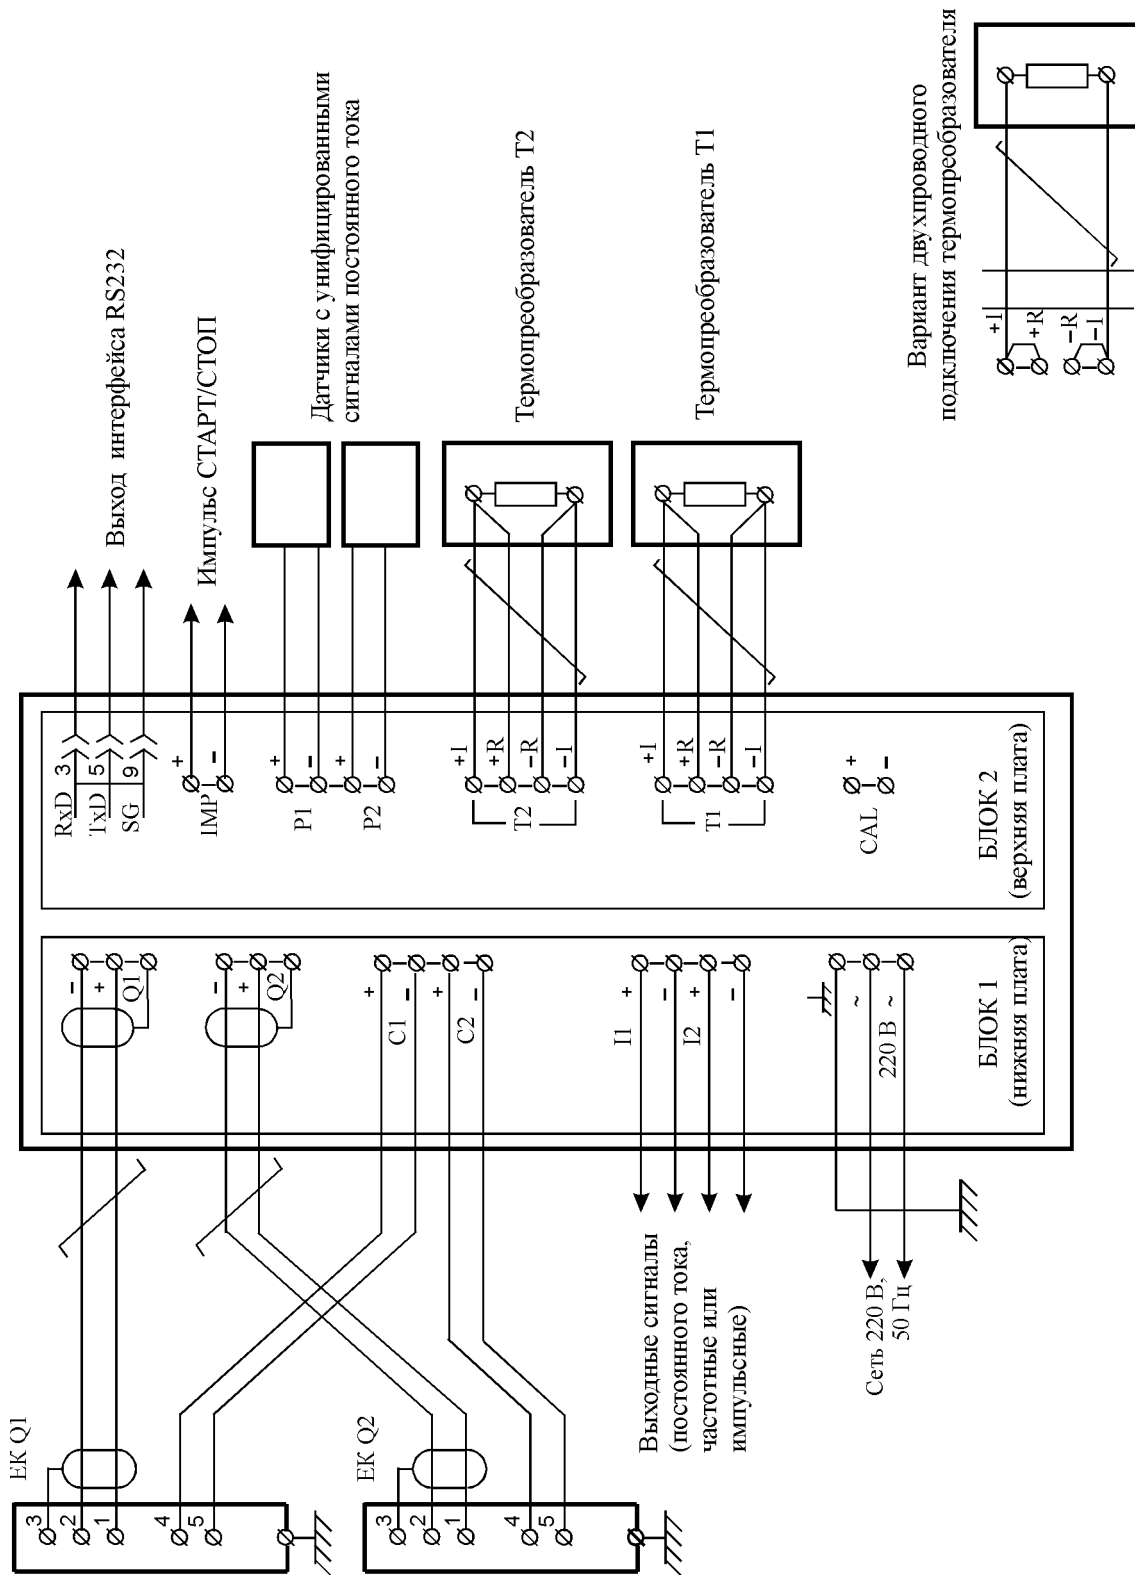 ЕК Q1
3
2
1
4
5
ЕК Q2
3
2
1
4
5
Выходные сигналы
(постоянного тока,
частотные или
импульсные)
Сеть 220 В,
50 Гц
−
+
Q1
−
+
Q2
+
C1
−
+
C2
−
+
I1
−
+
I2
−
~
220 В ~
БЛОК 1
(нижняя плата)
RxD 3
TxD 5
SG 9
+
IMP
−
+
P1
−
+
P2
−
+I
+R
T2
−R
−I
+I
+R
T1
−R
−I
+
CAL
−
БЛОК 2
(верхняя плата)
Выход интерфейса RS232
Импульс СТАРТ/СТОП
Датчики с унифицированными
сигналами постоянного тока
Термопреобразователь Т2
Термопреобразователь Т1
Вариант двухпроводного
подключения термопреобразователя
+I
+R
−R
−I